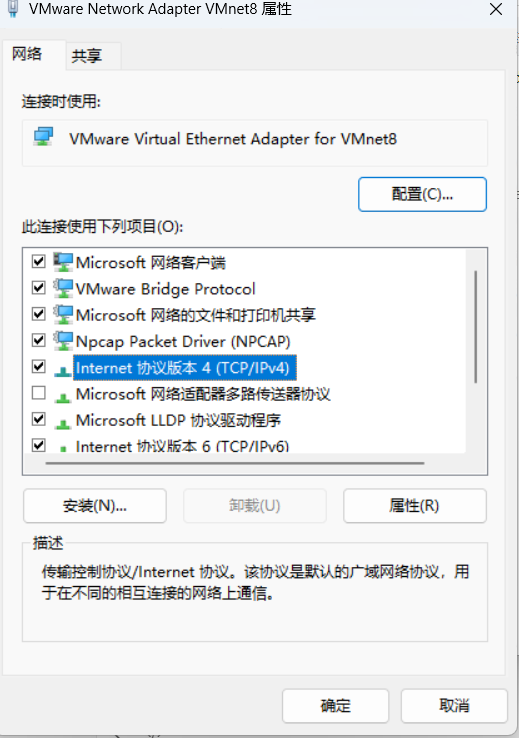 VMware Network Adapter VMnet8 属性
网络
共享
连接时使用:
VMware Virtual Ethernet Adapter for VMnet8
配置(C)...
此连接使用下列项目(O):
Microsoft 网络客户端
VMware Bridge Protocol
Microsoft 网络的文件和打印机共享
Npcap Packet Driver (NPCAP)
Internet 协议版本 4 (TCP/IPv4)
Microsoft 网络适配器多路传送器协议
Microsoft LLDP 协议驱动程序
Internet 协议版本 6 (TCP/IPv6)
安装(N)...
卸载(U)
属性(R)
描述
传输控制协议/Internet 协议。该协议是默认的广域网络协议，用
于在不同的相互连接的网络上通信。
确定
取消